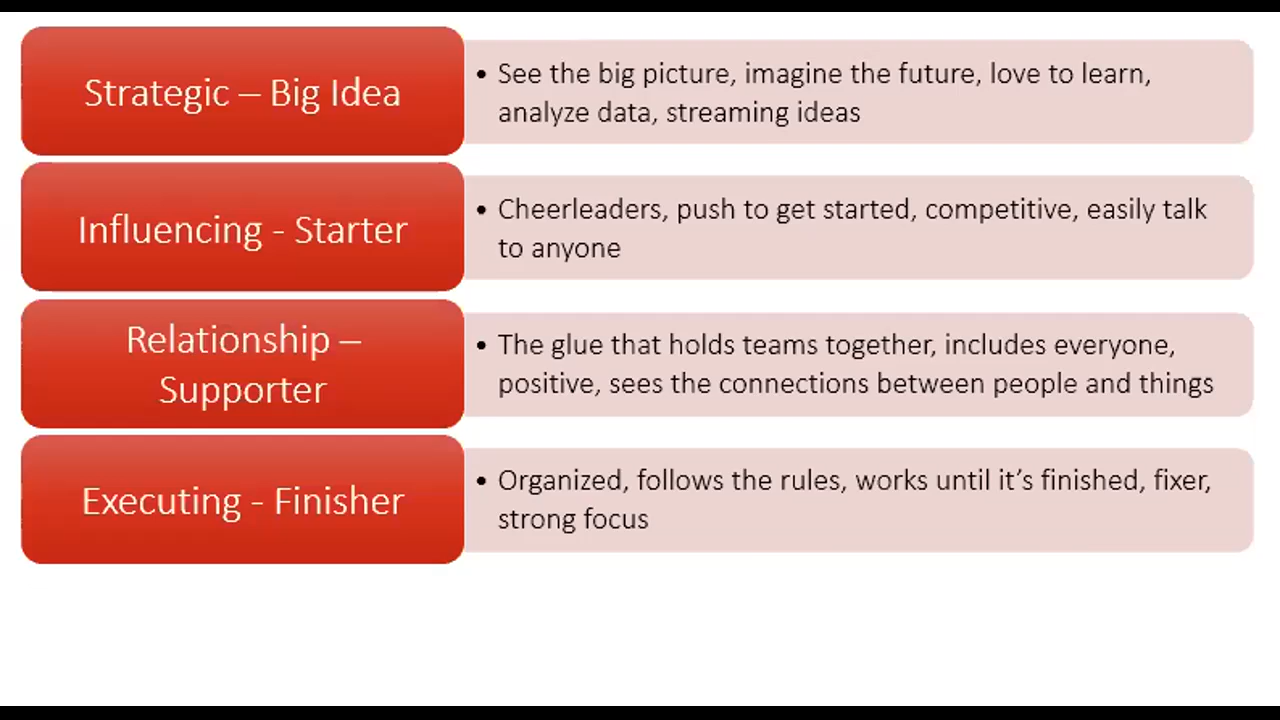 Strategic – Big Idea
• See the big picture, imagine the future, love to learn,
analyze data, streaming ideas
Influencing - Starter
• Cheerleaders, push to get started, competitive, easily talk
to anyone
Relationship –
Supporter
• The glue that holds teams together, includes everyone,
positive, sees the connections between people and things
Executing - Finisher
• Organized, follows the rules, works until it’s finished, fixer,
strong focus